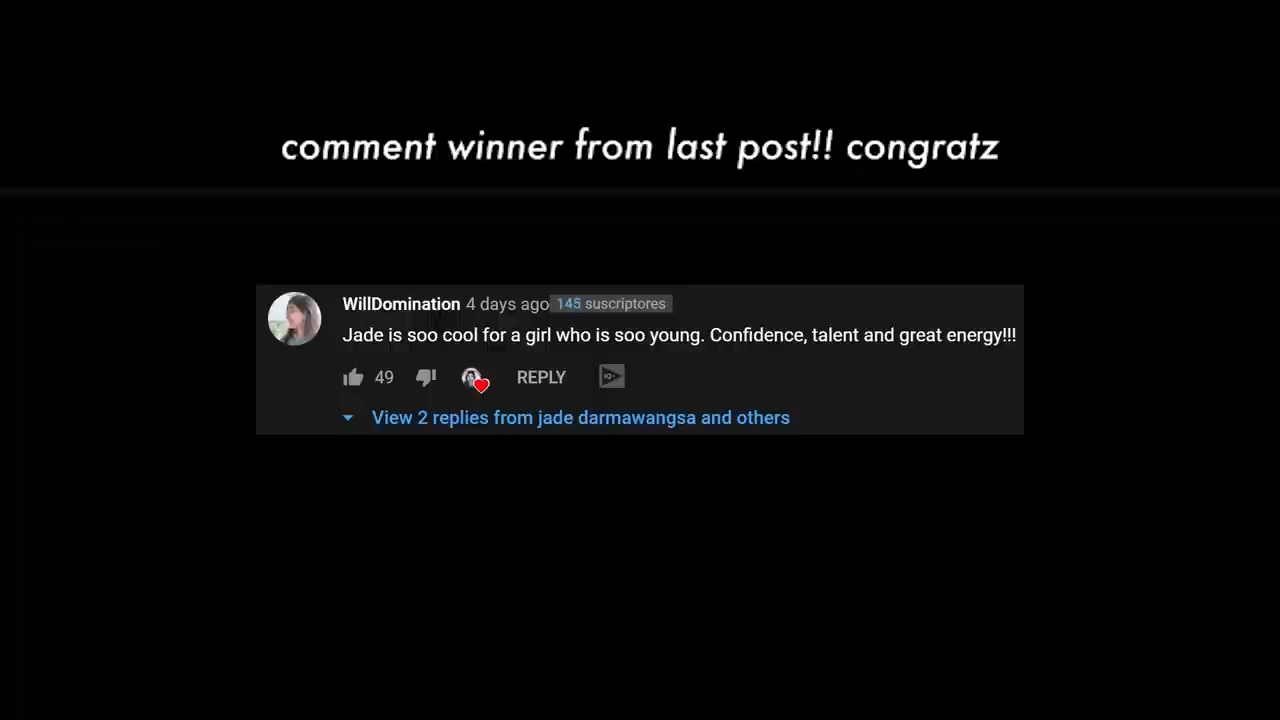 comment winner from last post!! congratz
WillDomination 4 days ago 145 suscriptores
Jade is soo cool for a girl who is soo young. Confidence, talent and great energy!!!
49 REPLY
View 2 replies from jade darmawangsa and others